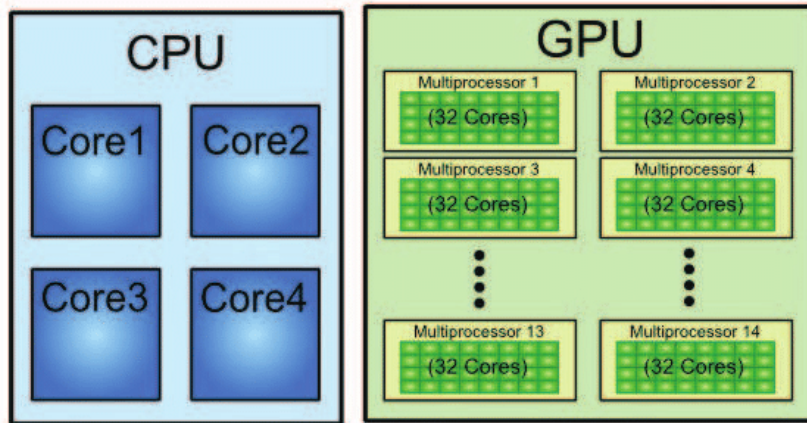 CPU
Core1
Core2
Core3
Core4
GPU
Multiprocessor 1
(32 Cores)
Multiprocessor 2
(32 Cores)
Multiprocessor 3
(32 Cores)
Multiprocessor 4
(32 Cores)
Multiprocessor 13
(32 Cores)
Multiprocessor 14
(32 Cores)